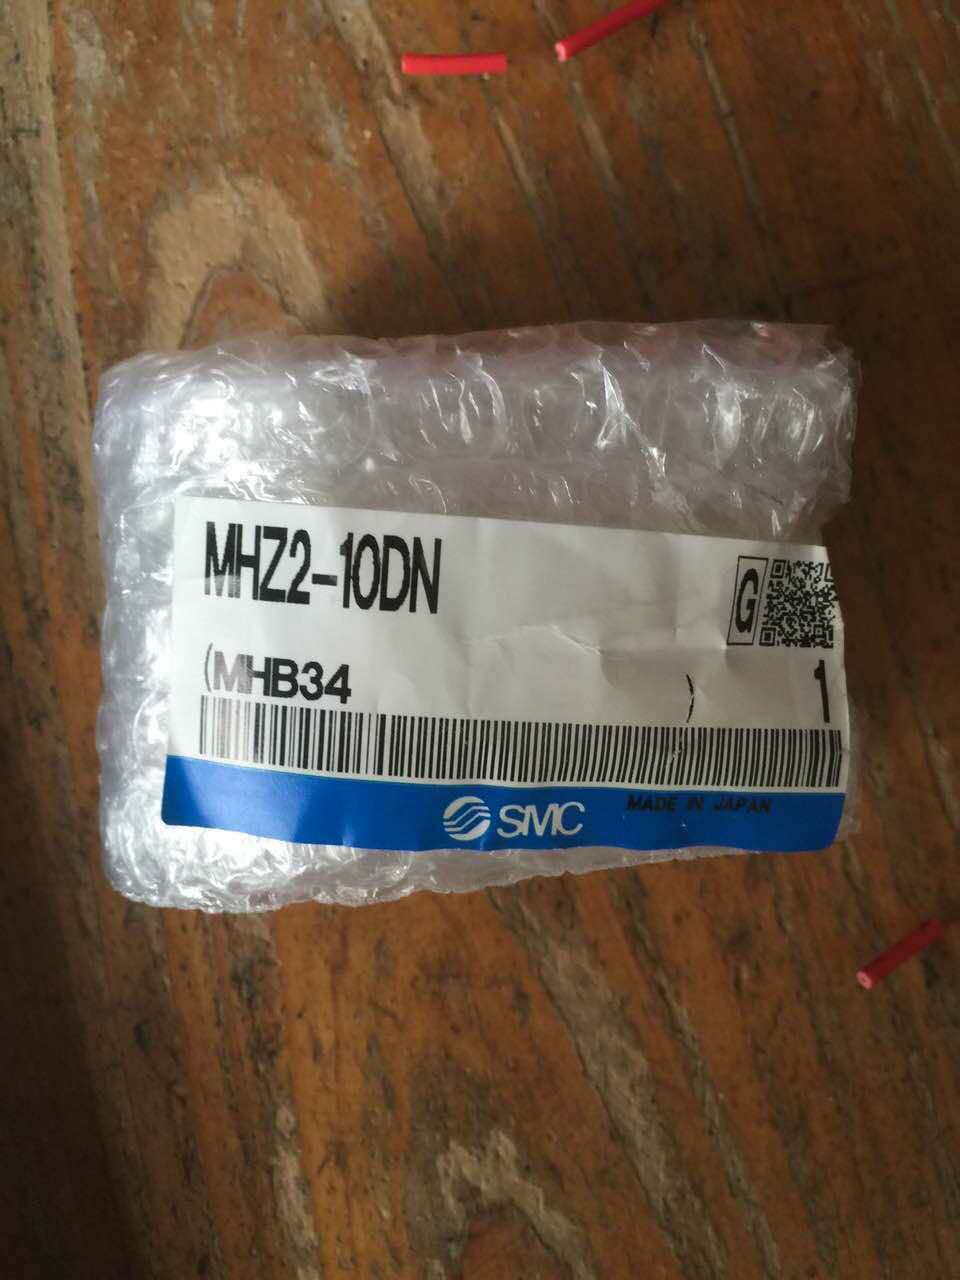 MHZ2-10DN
G
(MHB34 ) 1
SMC
MADE IN JAPAN